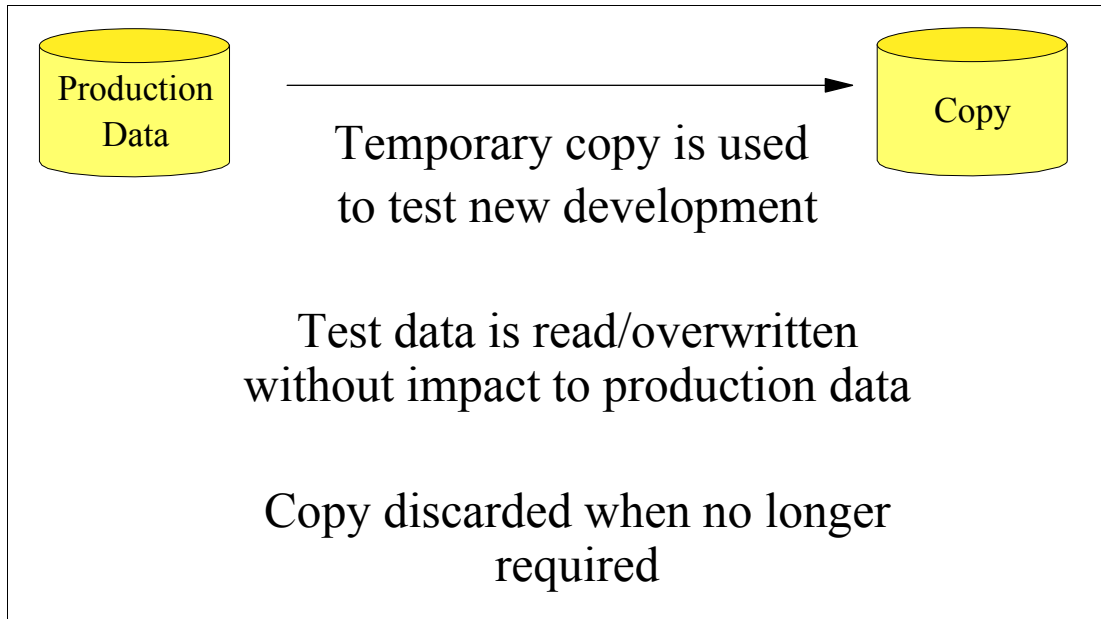 Production
Data
Copy
Temporary copy is used
to test new development
Test data is read/overwritten
without impact to production data
Copy discarded when no longer
required